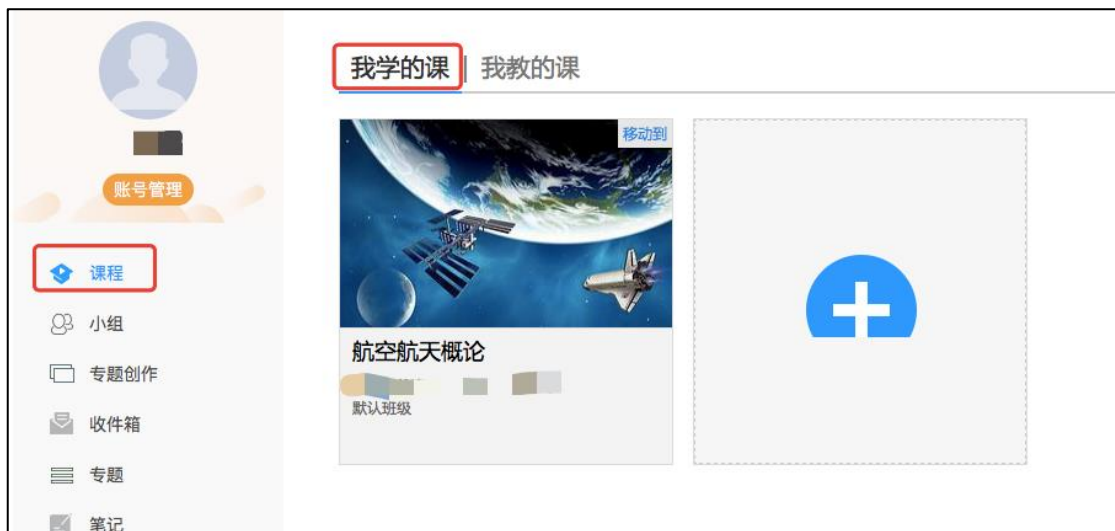 账号管理
课程
小组
专题创作
收件箱
专题
笔记
我学的课 | 我教的课
移动到
航空航天概论
默认班级